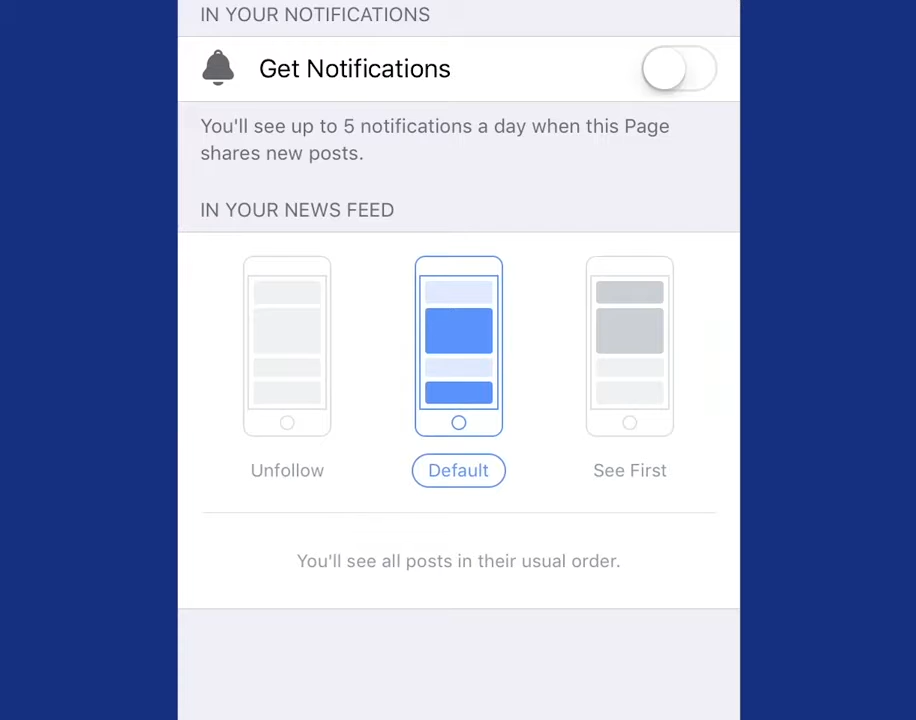 IN YOUR NOTIFICATIONS
Get Notifications
You'll see up to 5 notifications a day when this Page
shares new posts.
IN YOUR NEWS FEED
Unfollow
Default
See First
You'll see all posts in their usual order.